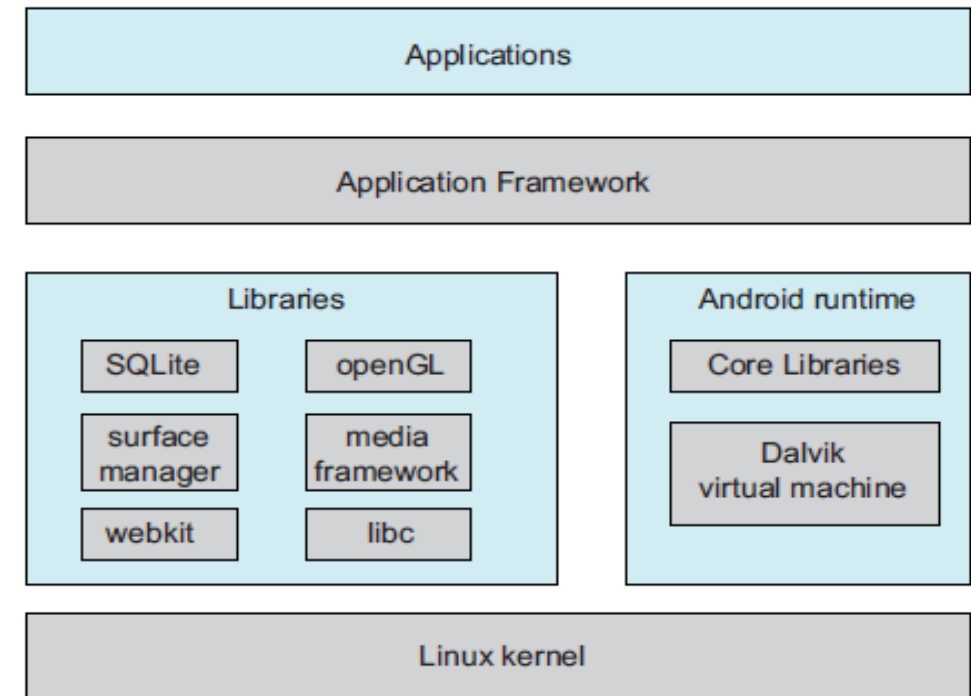 Applications
Application Framework
Libraries
SQLite
openGL
surface
manager
media
framework
webkit
libc
Android runtime
Core Libraries
Dalvik
virtual machine
Linux kernel